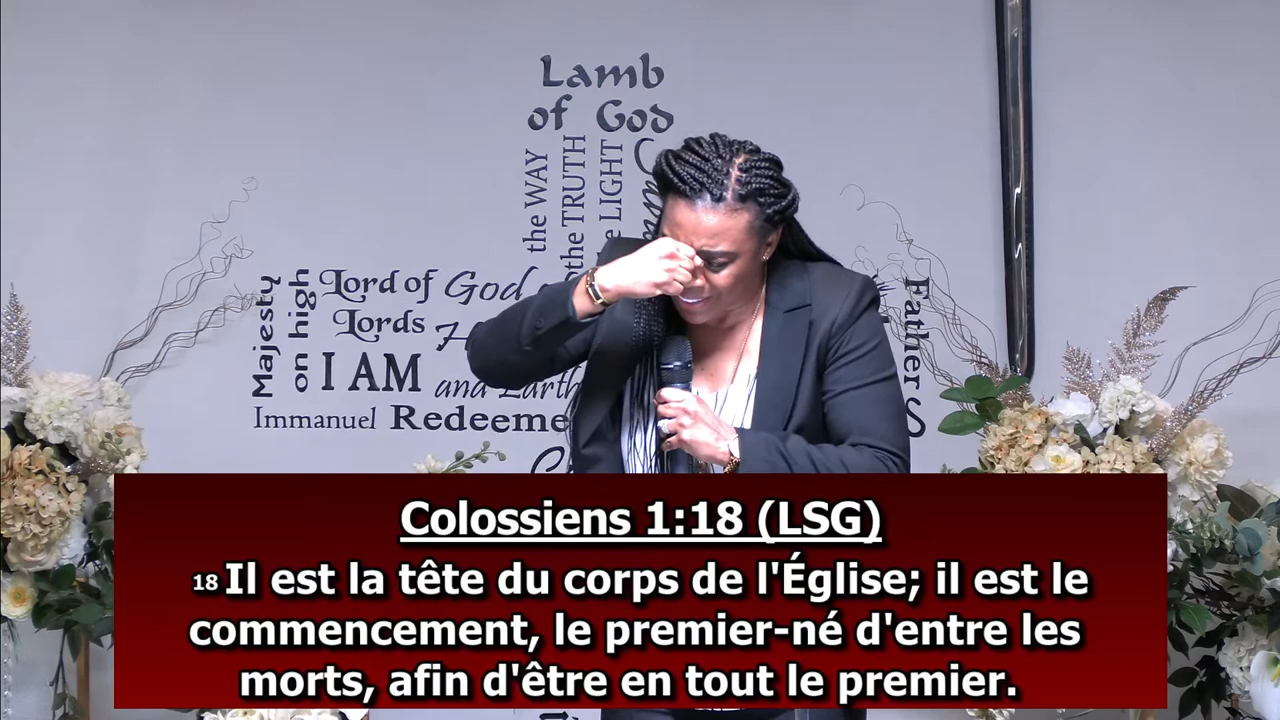 Lamb
of God
the WAY
the TRUTH
LIGHT
Majesty
on high
Lord of
Lords
God
I AM
and Earth
Immanuel
Father
Colossiens 1:18 (LSG)
18 Il est la tête du corps de l'Église; il est le
commencement, le premier-né d'entre les
morts, afin d'être en tout le premier.